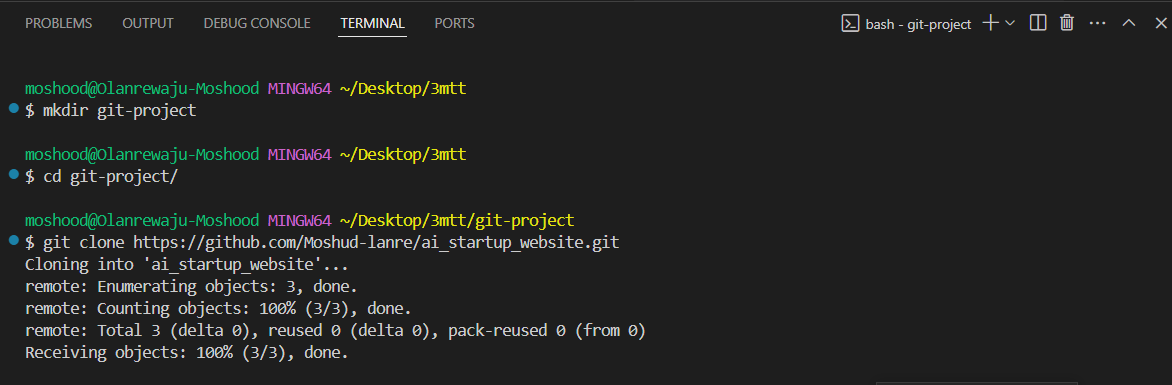 PROBLEMS OUTPUT DEBUG CONSOLE TERMINAL PORTS bash - git-project
moshood@Olanrewaju-Moshood MINGW64 ~/Desktop/3mtt
$ mkdir git-project
moshood@Olanrewaju-Moshood MINGW64 ~/Desktop/3mtt
$ cd git-project/
moshood@Olanrewaju-Moshood MINGW64 ~/Desktop/3mtt/git-project
$ git clone https://github.com/Moshud-lanre/ai_startup_website.git
Cloning into 'ai_startup_website'...
remote: Enumerating objects: 3, done.
remote: Counting objects: 100% (3/3), done.
remote: Total 3 (delta 0), reused 0 (delta 0), pack-reused 0 (from 0)
Receiving objects: 100% (3/3), done.